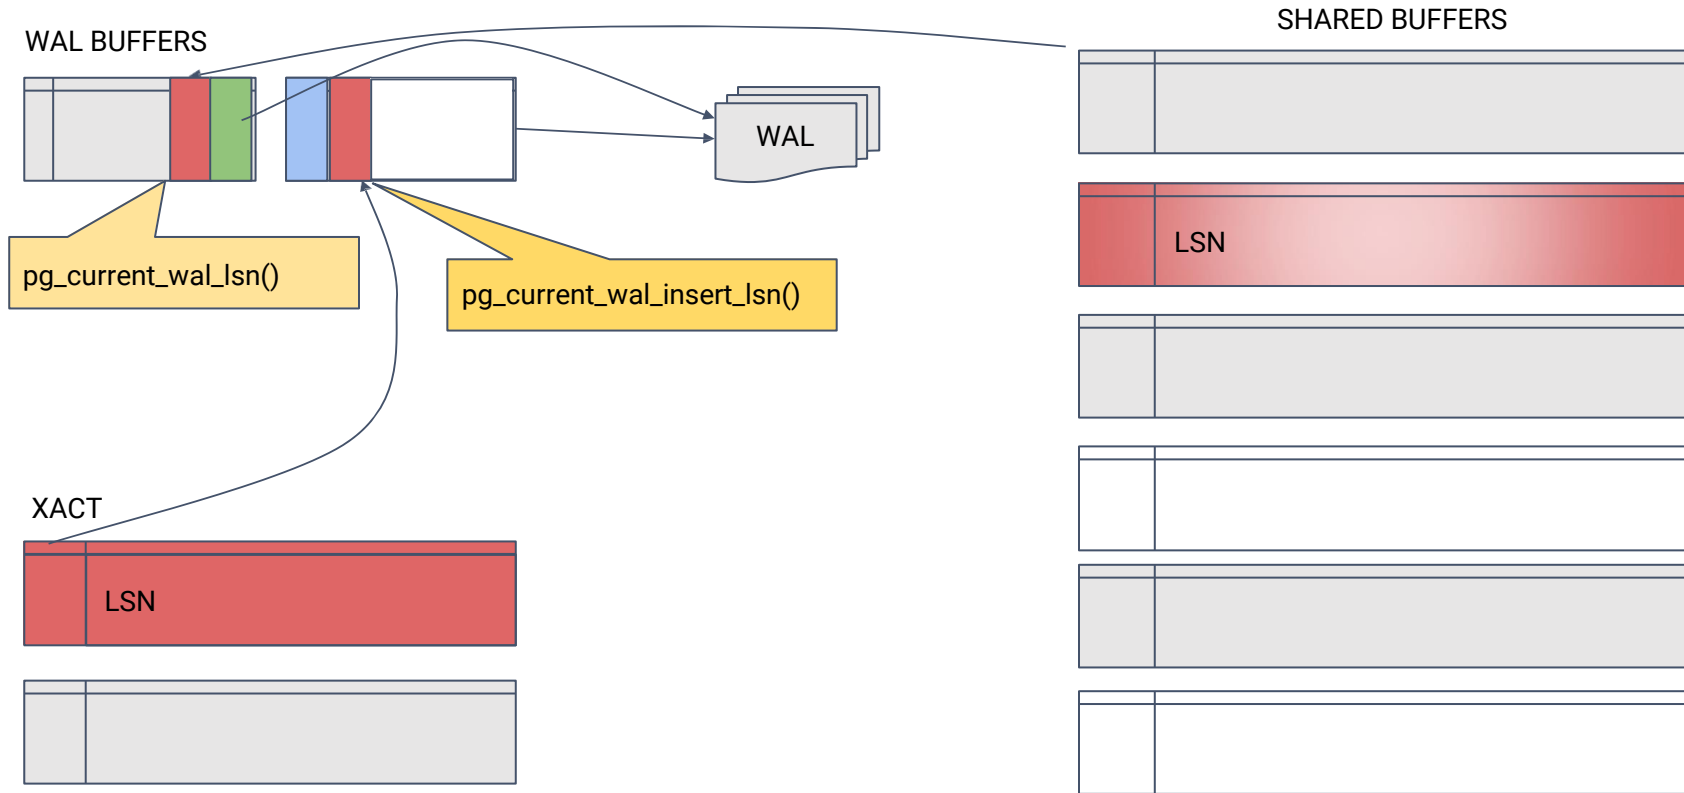 SHARED BUFFERS
WAL BUFFERS
WAL
LSN
pg_current_wal_lsn()
pg_current_wal_insert_lsn()
XACT
LSN